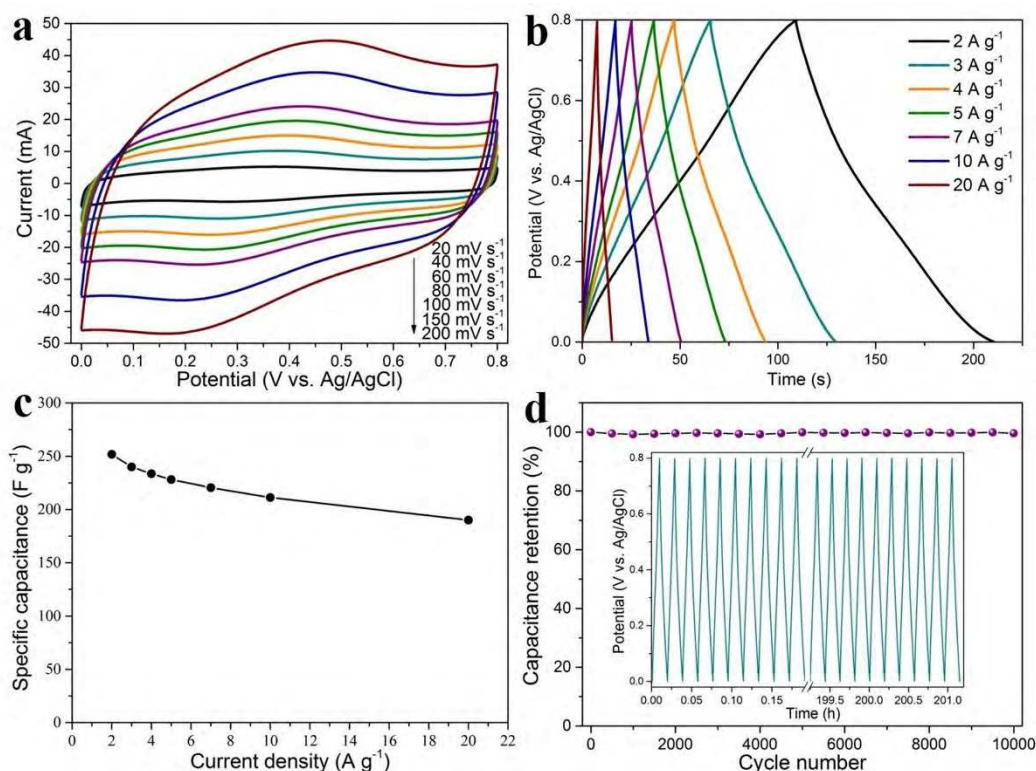 a
Current (mA)
50
40
30
20
10
0
-10
-20
-30
-40
-50
20 mV s⁻¹
40 mV s⁻¹
60 mV s⁻¹
80 mV s⁻¹
100 mV s⁻¹
150 mV s⁻¹
200 mV s⁻¹
0.0 0.1 0.2 0.3 0.4 0.5 0.6 0.7 0.8
Potential (V vs. Ag/AgCl)
b
Potential (V vs. Ag/AgCl)
0.8
0.6
0.4
0.2
0.0
2 A g⁻¹
3 A g⁻¹
4 A g⁻¹
5 A g⁻¹
7 A g⁻¹
10 A g⁻¹
20 A g⁻¹
0 50 100 150 200
Time (s)
c
Specific capacitance (F g⁻¹)
300
250
200
150
100
50
0
0 2 4 6 8 10 12 14 16 18 20 22
Current density (A g⁻¹)
d
Capacitance retention (%)
100
80
60
40
20
0
Potential (V vs. Ag/AgCl)
0.8
0.6
0.4
0.2
0.0
0.00 0.05 0.10 0.15 199.5 200.0 200.5 201.0
Time (h)
0 2000 4000 6000 8000 10000
Cycle number